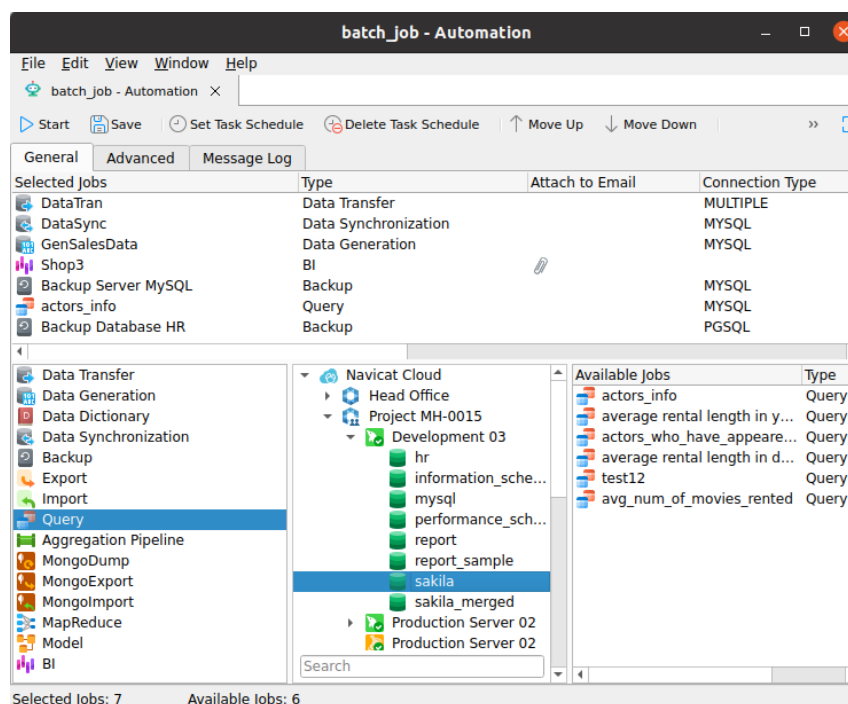 batch_job - Automation
File Edit View Window Help
batch_job - Automation
Start Save Set Task Schedule Delete Task Schedule Move Up Move Down
General Advanced Message Log
Selected Jobs Type Attach to Email Connection Type
DataTran Data Transfer MULTIPLE
DataSync Data Synchronization MYSQL
GenSalesData Data Generation MYSQL
Shop3 BI
Backup Server MySQL Backup MYSQL
actors_info Query MYSQL
Backup Database HR Backup PGSQL
Data Transfer
Data Generation
Data Dictionary
Data Synchronization
Backup
Export
Import
Query
Aggregation Pipeline
MongoDump
MongoExport
MongoImport
MapReduce
Model
BI
Navicat Cloud
Head Office
Project MH-0015
Development 03
hr
information_sche...
mysql
performance_sch...
report
report_sample
sakila
sakila_merged
Production Server 02
Production Server 02
Search
Available Jobs Type
actors_info Query
average rental length in y... Query
actors_who_have_appeare... Query
average rental length in d... Query
test12 Query
avg_num_of_movies_rented Query
Selected Jobs: 7 Available Jobs: 6